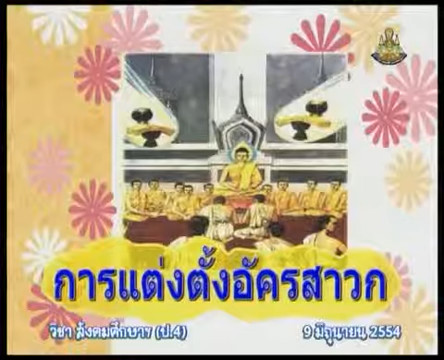 การแต่งตั้งอัครสาวก
วิชา สังคมศึกษาฯ (ป.4)
9 มิถุนายน 2554